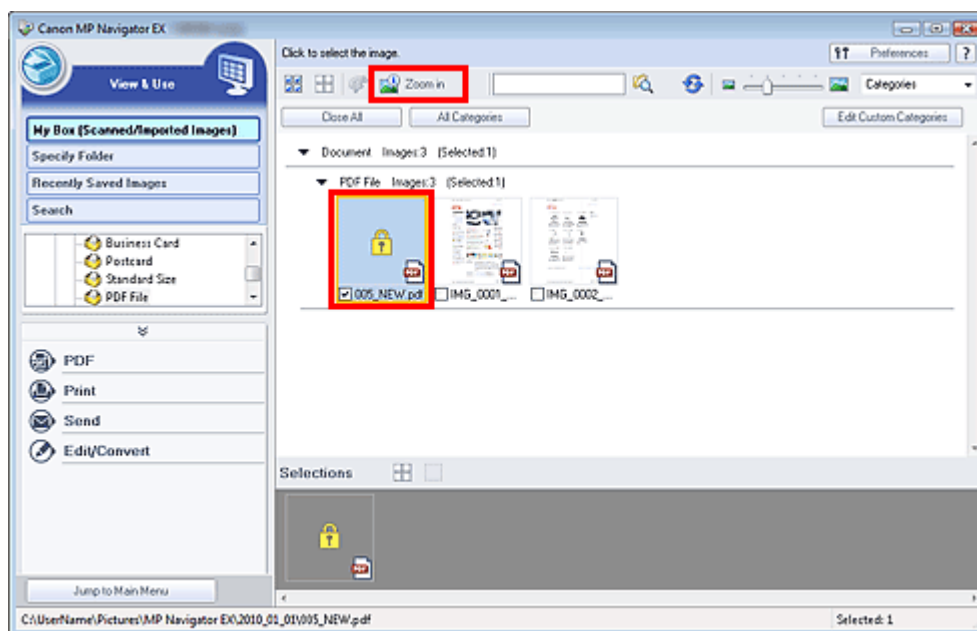 Canon MP Navigator EX
View & Use
Click to select the image.
Preferences ?
Zoom in
Categories
Close All All Categories Edit Custom Categories
My Box (Scanned/Imported Images)
Specify Folder
Recently Saved Images
Search
Business Card
Postcard
Standard Size
PDF File
PDF
Print
Send
Edit/Convert
Jump to Main Menu
Document Images:3 (Selected:1)
PDF File Images:3 (Selected:1)
005_NEW.pdf IMG_0001_... IMG_0002_...
Selections
C:\UserName\Pictures\MP Navigator EX\2010_01_01\005_NEW.pdf
Selected: 1